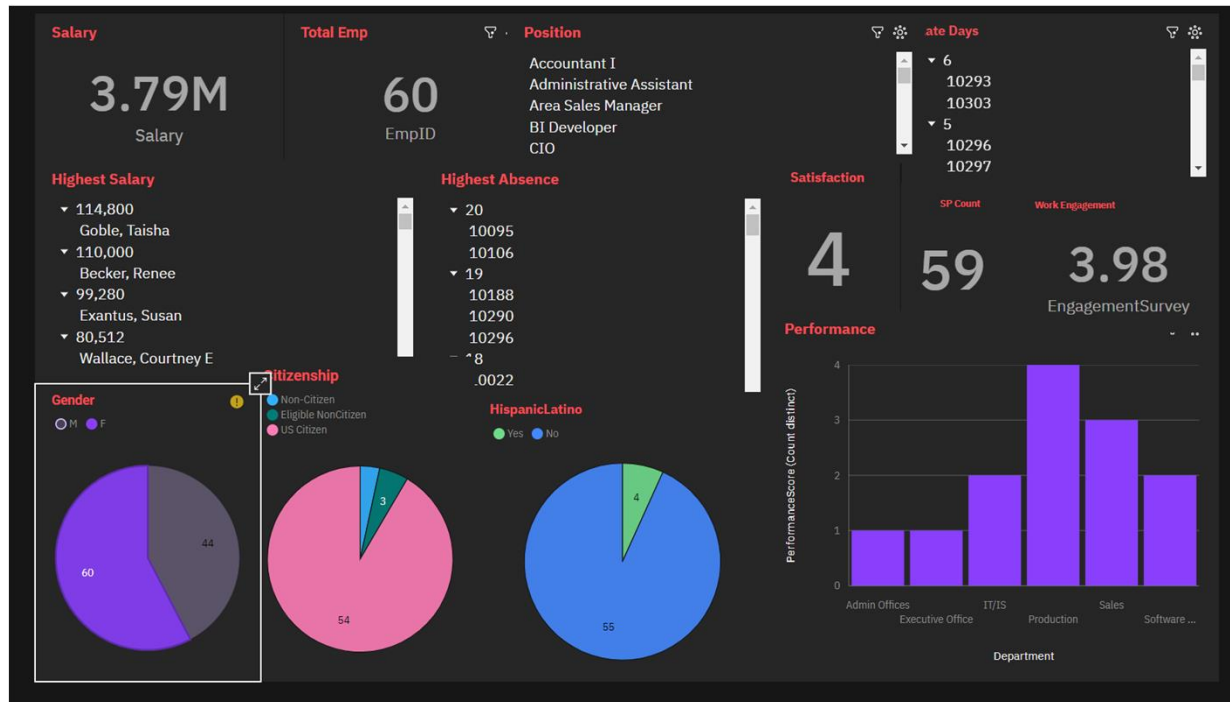 Salary
3.79M
Salary
Total Emp
60
EmpID
Position
Accountant I
Administrative Assistant
Area Sales Manager
BI Developer
CIO
ate Days
6
10293
10303
5
10296
10297
Highest Salary
114,800
Goble, Taisha
110,000
Becker, Renee
99,280
Exantus, Susan
80,512
Wallace, Courtney E
Highest Absence
20
10095
10106
19
10188
10290
10296
8
0022
Satisfaction
4
SP Count
59
Work Engagement
3.98
EngagementSurvey
Gender
M F
44
60
Citizenship
Non-Citizen
Eligible NonCitizen
US Citizen
3
54
HispanicLatino
Yes No
4
55
Performance
PerformanceScore (Count distinct)
4
3
2
1
0
Admin Offices
Executive Office
IT/IS
Production
Sales
Software ...
Department